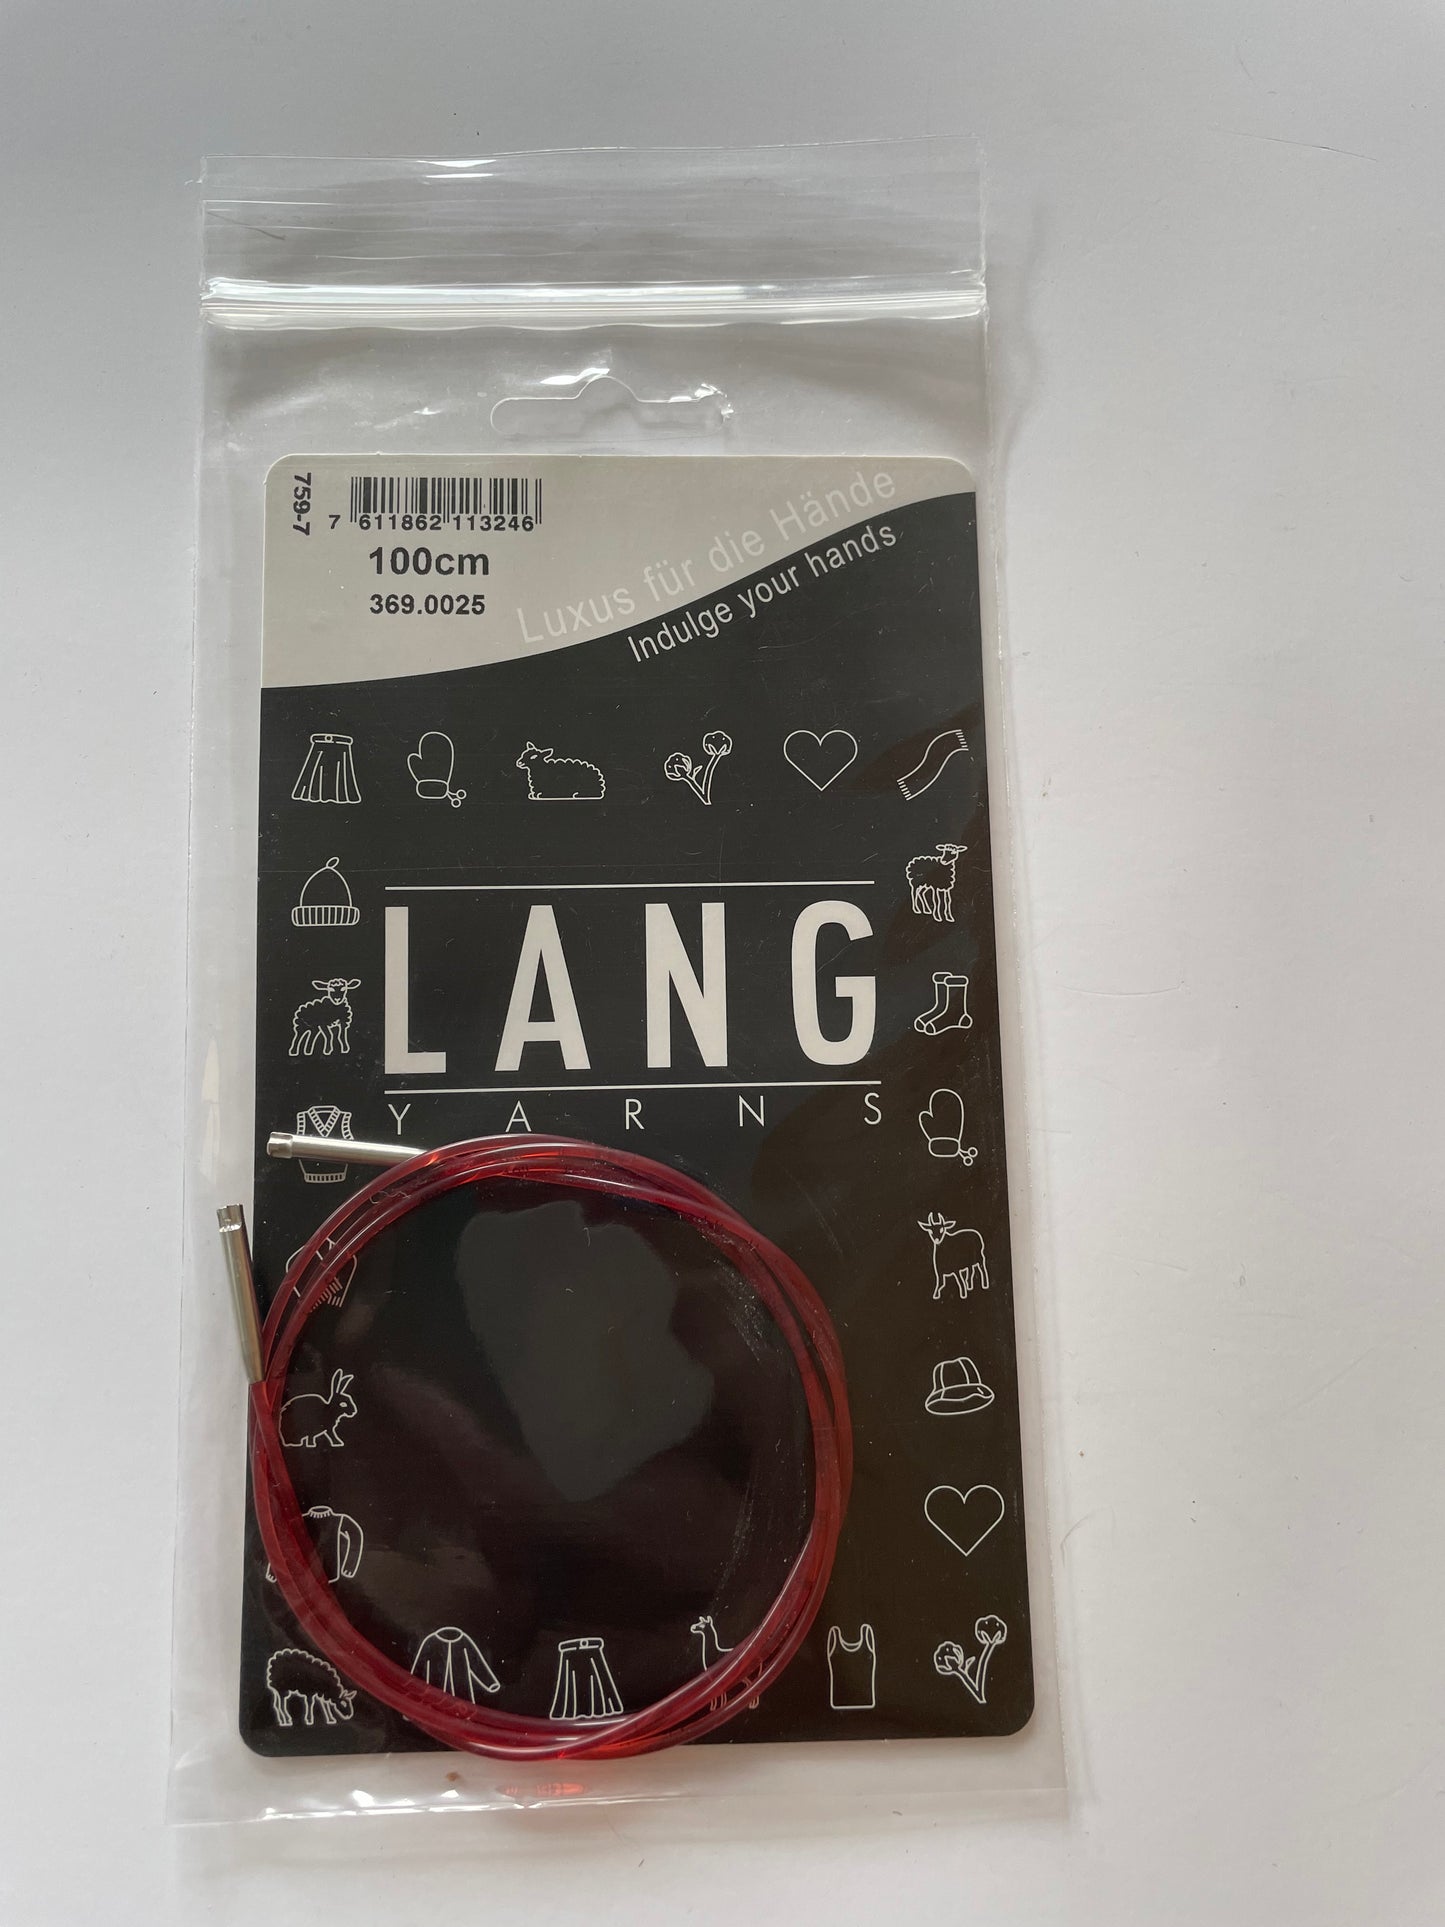 759-7
7 611862 113246
100cm
369.0025
Luxus für die Hände
Indulge your hands
LANG
YARNS